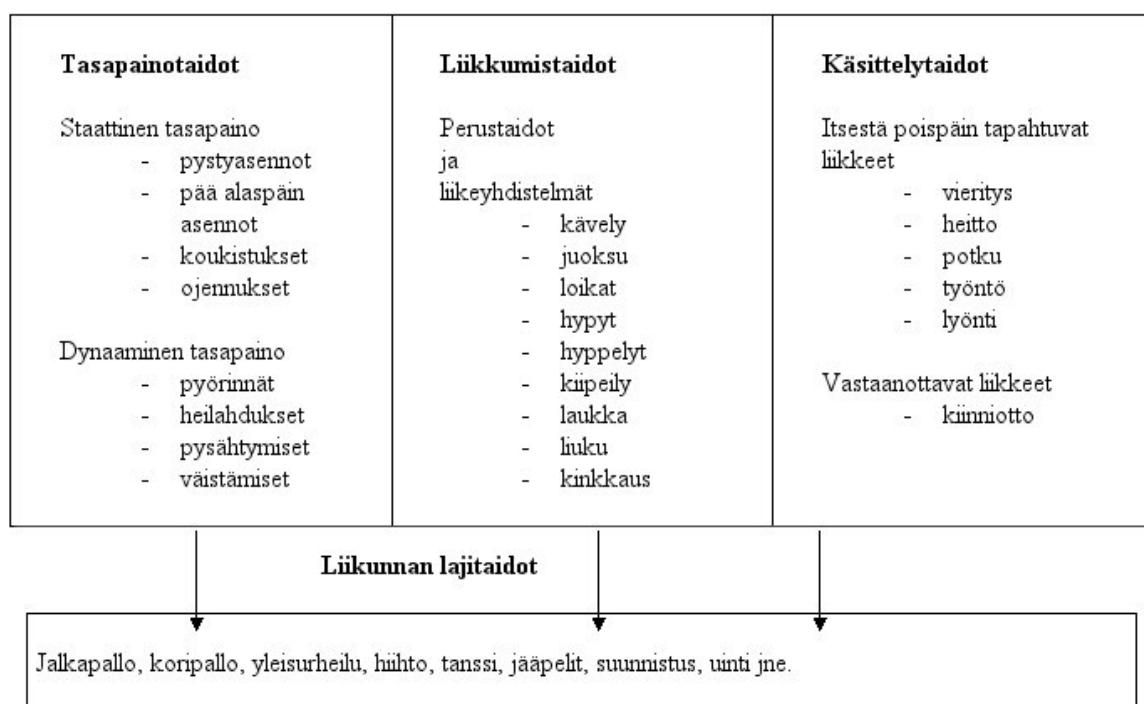 Tasapainotaidot
Staattinen tasapaino
- pystyasennot
- pää alaspäin
asennot
- koukistukset
- ojennukset
Dynaaminen tasapaino
- pyörinnät
- heilahdukset
- pysähtymiset
- väistämiset
Liikkumistaidot
Perustaidot
ja
liikeyhdistelmät
- kävely
- juoksu
- loikat
- hypyt
- hyppelyt
- kiipeily
- laukka
- liuku
- kinkkaus
Käsittelytaidot
Itsestä poispäin tapahtuvat
liikkeet
- vieritys
- heitto
- potku
- työntö
- lyönti
Vastaanottavat liikkeet
- kiinniotto
Liikunnan lajitaidot
Jalkapallo, koripallo, yleisurheilu, hiihto, tanssi, jääpelit, suunnistus, uinti jne.